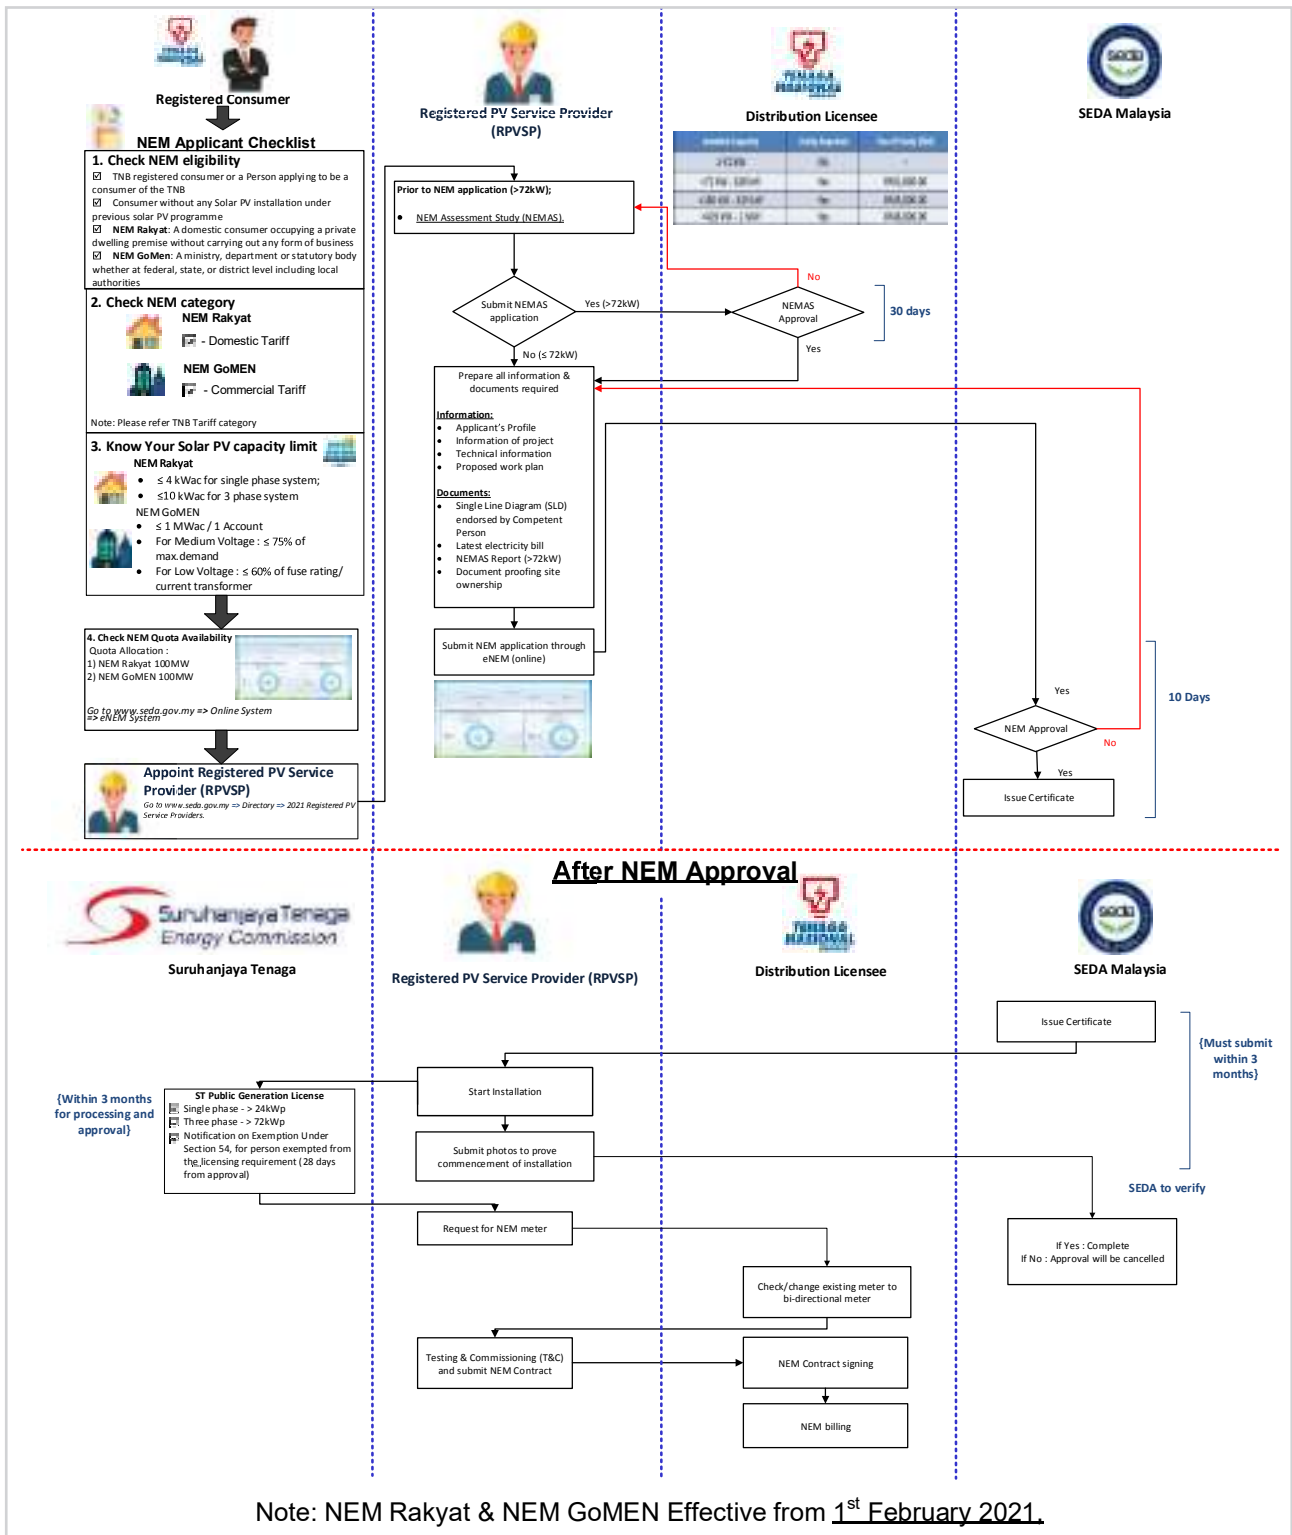 Registered Consumer
NEM Applicant Checklist
1. Check NEM eligibility
☑ TNB registered consumer or a Person applying to be a
consumer of the TNB
☑ Consumer without any Solar PV installation under
previous solar PV programme
☑ NEM Rakyat: A domestic consumer occupying a private
dwelling premise without carrying out any form of business
☑ NEM GoMen: A ministry, department or statutory body
whether at federal, state, or district level including local
authorities
2. Check NEM category
NEM Rakyat
- Domestic Tariff
NEM GoMEN
- Commercial Tariff
Note: Please refer TNB Tariff category
3. Know Your Solar PV capacity limit
NEM Rakyat
• ≤ 4 kWac for single phase system;
• ≤10 kWac for 3 phase system
NEM GoMEN
• ≤ 1 MWac / 1 Account
• For Medium Voltage : ≤ 75% of
max.demand
• For Low Voltage : ≤ 60% of fuse rating/
current transformer
4. Check NEM Quota Availability
Quota Allocation :
1) NEM Rakyat 100MW
2) NEM GoMEN 100MW
Go to www.seda.gov.my => Online System
=> eNEM System
Appoint Registered PV Service
Provider (RPVSP)
Go to www.seda.gov.my => Directory => 2021 Registered PV
Service Providers.
Registered PV Service Provider
(RPVSP)
Prior to NEM application (>72kW);
• NEM Assessment Study (NEMAS).
Submit NEMAS
application
Yes (>72kW)
No (≤ 72kW)
Prepare all information &
documents required
Information:
• Applicant's Profile
• Information of project
• Technical information
• Proposed work plan
Documents:
• Single Line Diagram (SLD)
endorsed by Competent
Person
• Latest electricity bill
• NEMAS Report (>72kW)
• Document proofing site
ownership
Submit NEM application through
eNEM (online)
TENAGA
NASIONAL
Distribution Licensee
No
NEMAS
Approval
30 days
Yes
seda
SEDA Malaysia
Yes
NEM Approval
No
10 Days
Yes
Issue Certificate
After NEM Approval
Suruhanjaya Tenaga
Energy Commission
Suruhanjaya Tenaga
Registered PV Service Provider (RPVSP)
TENAGA
NASIONAL
Distribution Licensee
seda
SEDA Malaysia
Issue Certificate
{Must submit
within 3
months}
Start Installation
{Within 3 months
for processing and
approval}
ST Public Generation License
Single phase - > 24kWp
Three phase - > 72kWp
Notification on Exemption Under
Section 54, for person exempted from
the licensing requirement (28 days
from approval)
Submit photos to prove
commencement of installation
SEDA to verify
Request for NEM meter
If Yes : Complete
If No : Approval will be cancelled
Check/change existing meter to
bi-directional meter
Testing & Commissioning (T&C)
and submit NEM Contract
NEM Contract signing
NEM billing
Note: NEM Rakyat & NEM GoMEN Effective from 1st February 2021.